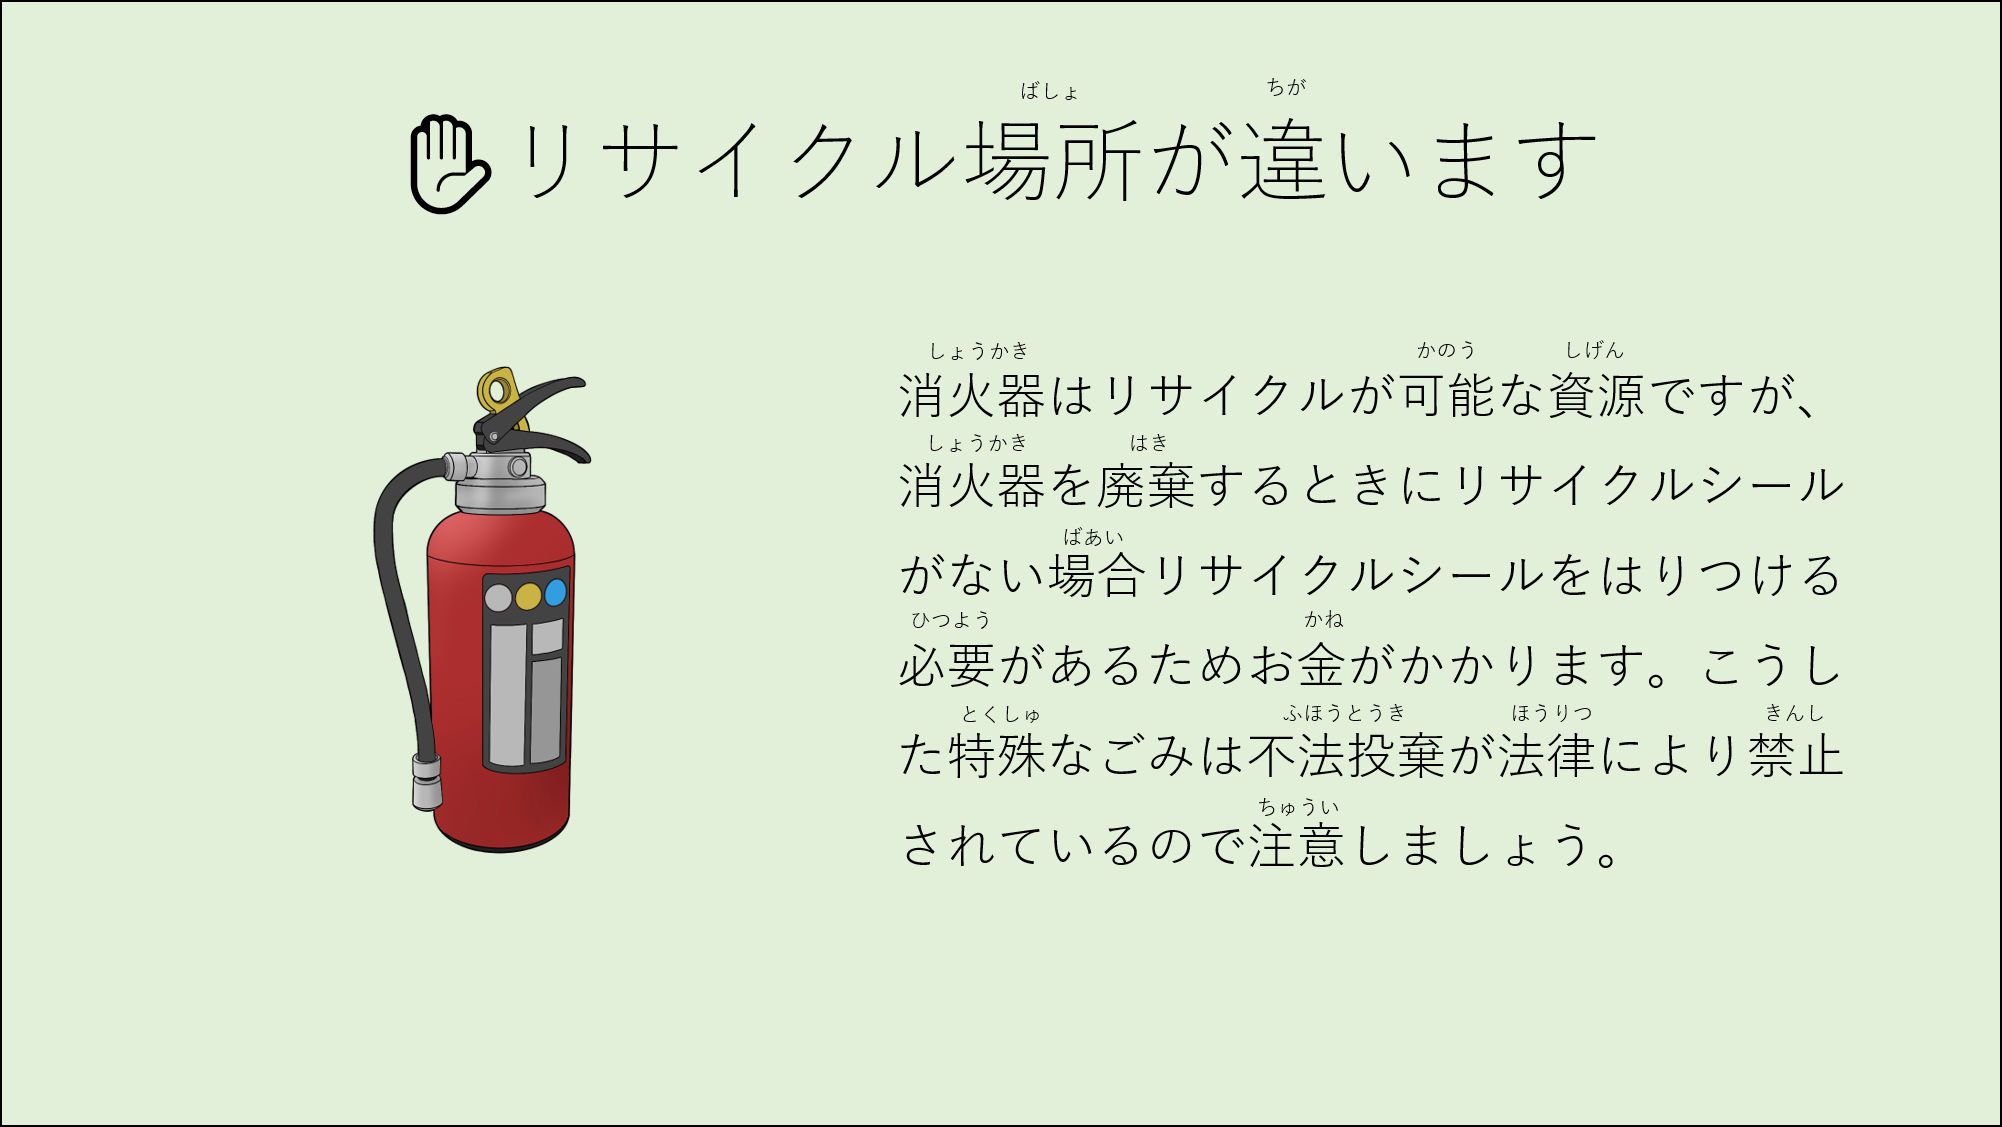 ばしょ ちが
リサイクル場所が違います
しょうかき かのう しげん
消火器はリサイクルが可能な資源ですが、
しょうかき はき
消火器を廃棄するときにリサイクルシール
ばあい
がない場合リサイクルシールをはりつける
ひつよう かね
必要があるためお金がかかります。こうし
とくしゅ ふほうとうき ほうりつ きんし
た特殊なごみは不法投棄が法律により禁止
ちゅうい
されているので注意しましょう。